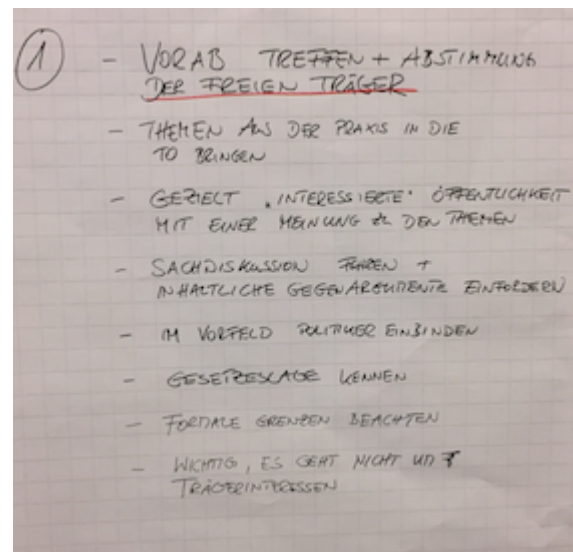 1 - VORAB TREFFEN + ABSTIMMUNG
DER FREIEN TRÄGER
- THEMEN AUS DER PRAXIS IN DIE
TO BRINGEN
- GEZIELT "INTERESSIERTE" ÖFFENTLICHKEIT
MIT EINER MEINUNG ZU DEN THEMEN
- SACHDISKUSSION FÜHREN +
INHALTLICHE GEGENARGUMENTE EINFORDERN
- IM VORFELD POLITIKER EINBINDEN
- GESETZESLAGE KENNEN
- FORMALE GRENZEN BEACHTEN
- WICHTIG, ES GEHT NICHT UM
TRÄGERINTERESSEN